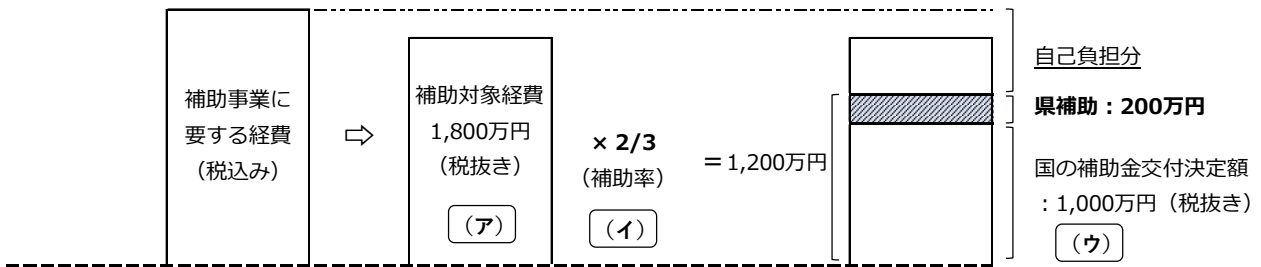 補助事業に
要する経費
（税込み）
⇨
補助対象経費
1,800万円
（税抜き）
（ア）
× 2/3
（補助率）
（イ）
＝1,200万円
自己負担分
県補助：200万円
国の補助金交付決定額
：1,000万円（税抜き）
（ウ）